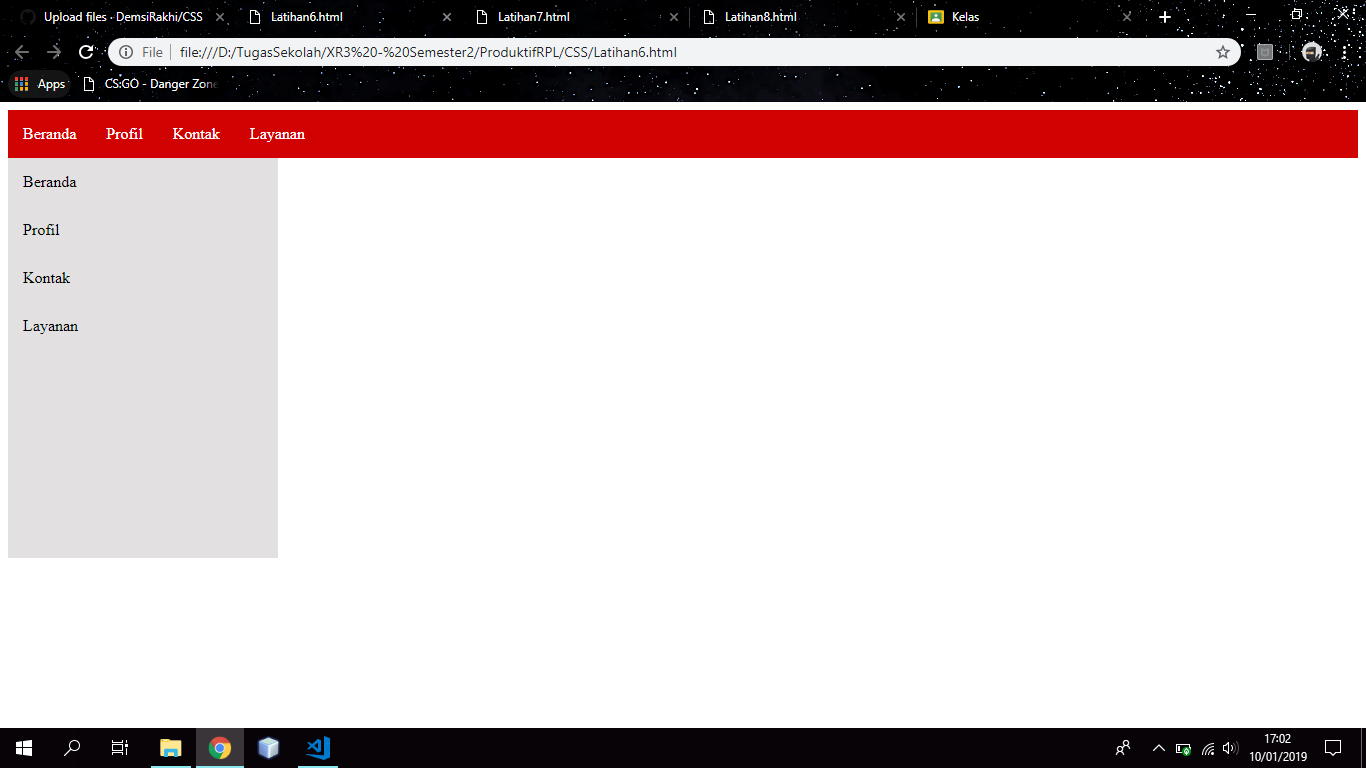 Upload files · DemsiRakhi/CSS
Latihan6.html
Latihan7.html
Latihan8.html
Kelas
File
file:///D:/TugasSekolah/XR3%20-%20Semester2/ProduktifRPL/CSS/Latihan6.html
Apps
CS:GO - Danger Zone
Beranda Profil Kontak Layanan
Beranda
Profil
Kontak
Layanan
17:02
10/01/2019